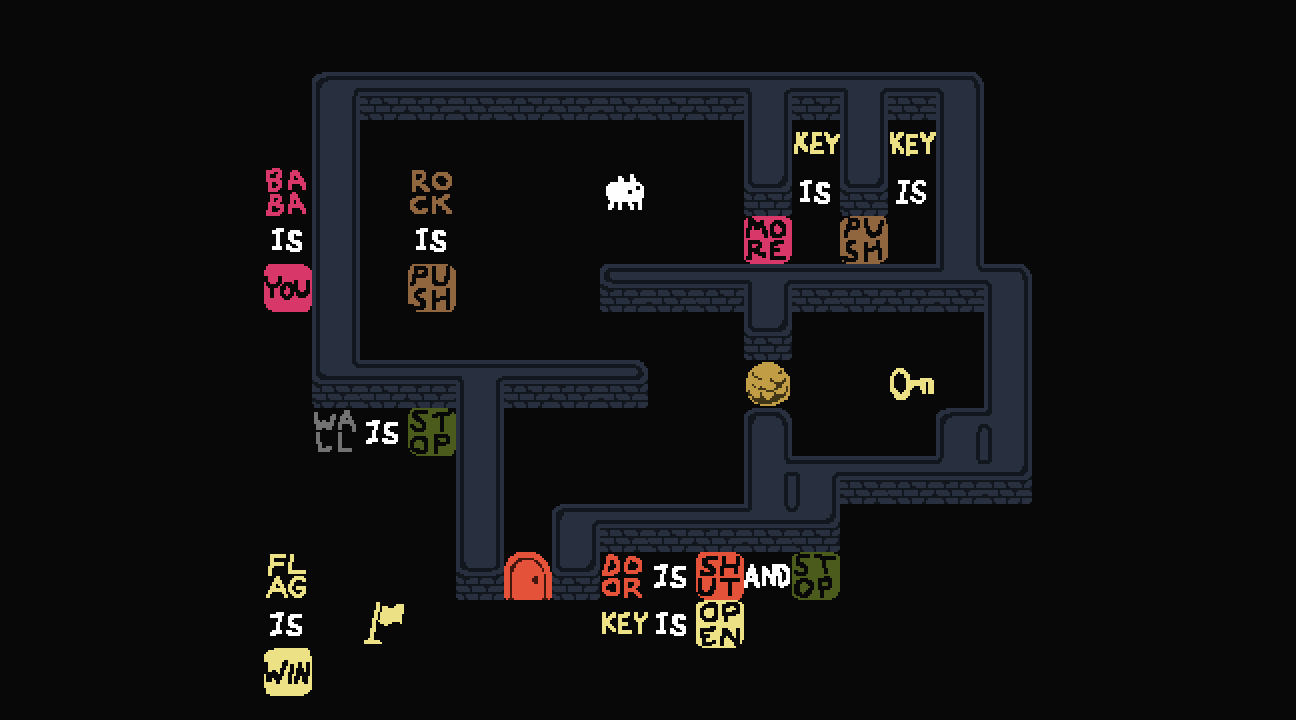 BABA IS YOU
ROCK IS PUSH
KEY IS
MORE
KEY IS
PUSH
WALL IS STOP
FLAG IS WIN
DOOR IS SHUT AND STOP
KEY IS OPEN